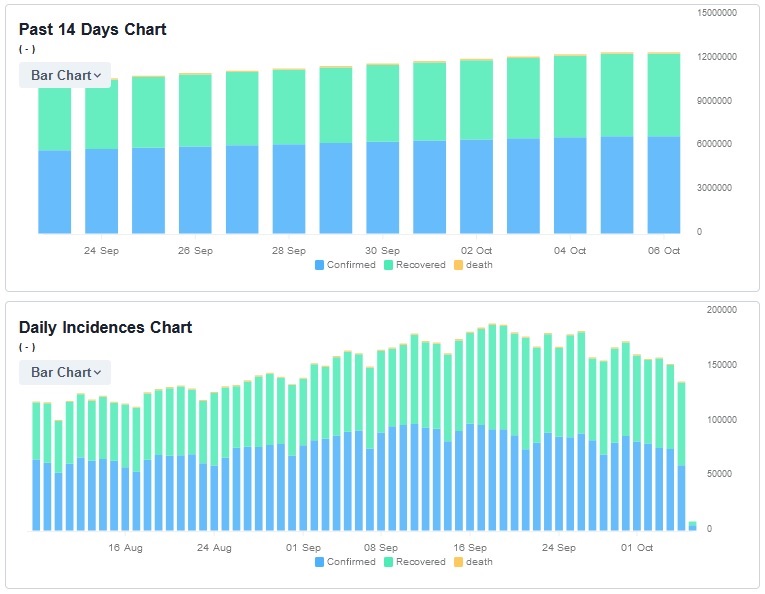 Past 14 Days Chart
( - )
Bar Chart
15000000
12000000
9000000
6000000
3000000
0
24 Sep 26 Sep 28 Sep 30 Sep 02 Oct 04 Oct 06 Oct
Confirmed Recovered death
Daily Incidences Chart
( - )
Bar Chart
200000
150000
100000
50000
0
16 Aug 24 Aug 01 Sep 08 Sep 16 Sep 24 Sep 01 Oct
Confirmed Recovered death